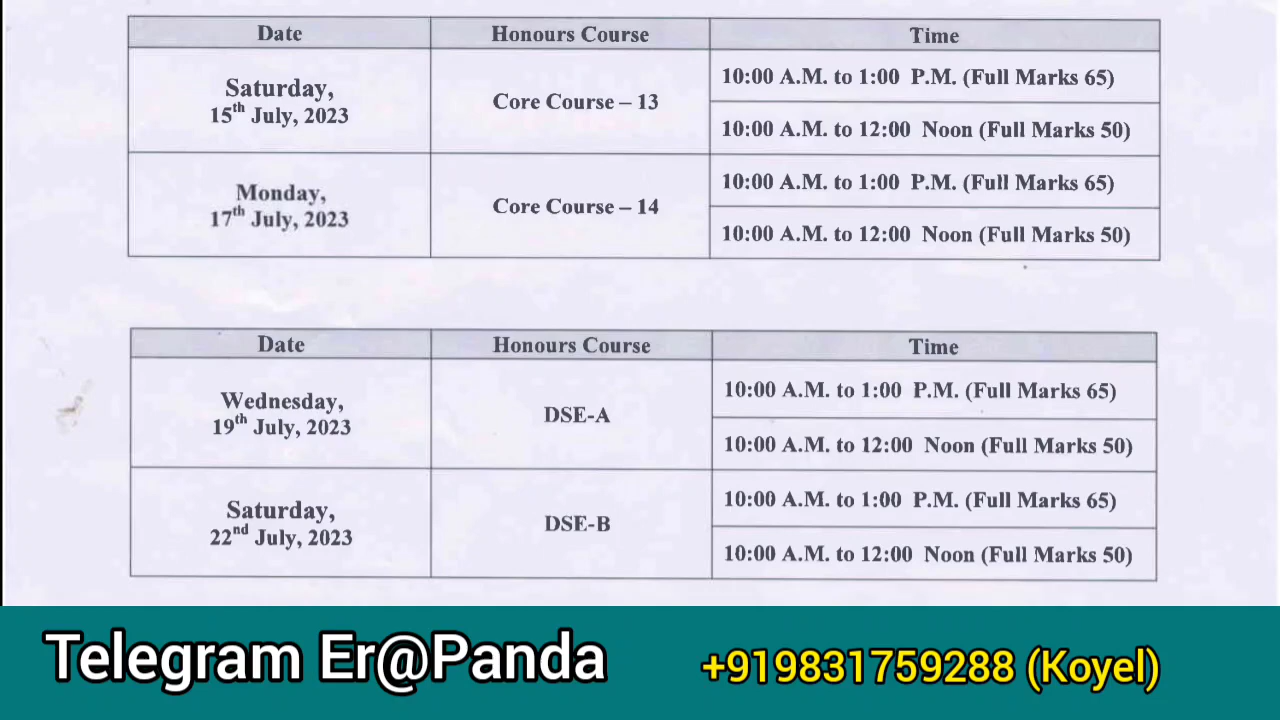 Date Honours Course Time
Saturday,
15th July, 2023
Core Course – 13
10:00 A.M. to 1:00 P.M. (Full Marks 65)
10:00 A.M. to 12:00 Noon (Full Marks 50)
Monday,
17th July, 2023
Core Course – 14
10:00 A.M. to 1:00 P.M. (Full Marks 65)
10:00 A.M. to 12:00 Noon (Full Marks 50)
Date Honours Course Time
Wednesday,
19th July, 2023
DSE-A
10:00 A.M. to 1:00 P.M. (Full Marks 65)
10:00 A.M. to 12:00 Noon (Full Marks 50)
Saturday,
22nd July, 2023
DSE-B
10:00 A.M. to 1:00 P.M. (Full Marks 65)
10:00 A.M. to 12:00 Noon (Full Marks 50)
Telegram Er@Panda
+919831759288 (Koyel)